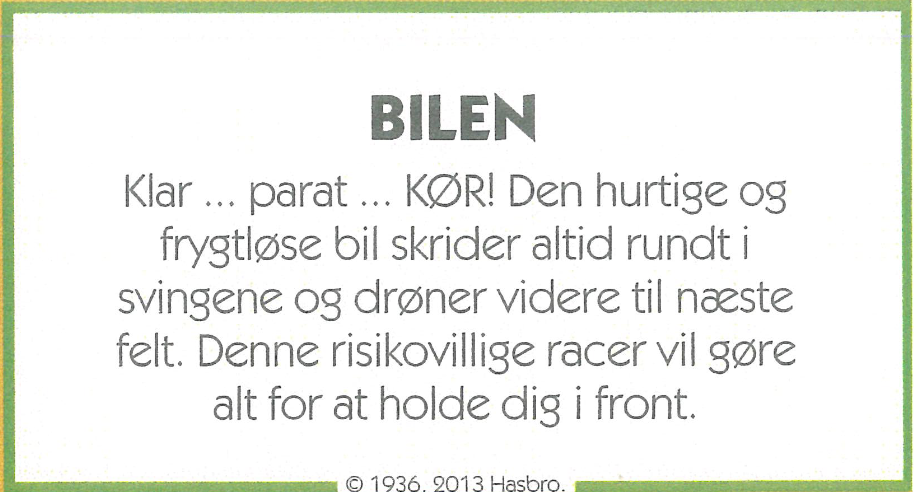 BILEN
Klar ... parat ... KØR! Den hurtige og
frygtløse bil skrider altid rundt i
svingene og drøner videre til næste
felt. Denne risikovillige racer vil gøre
alt for at holde dig i front.
© 1936, 2013 Hasbro.